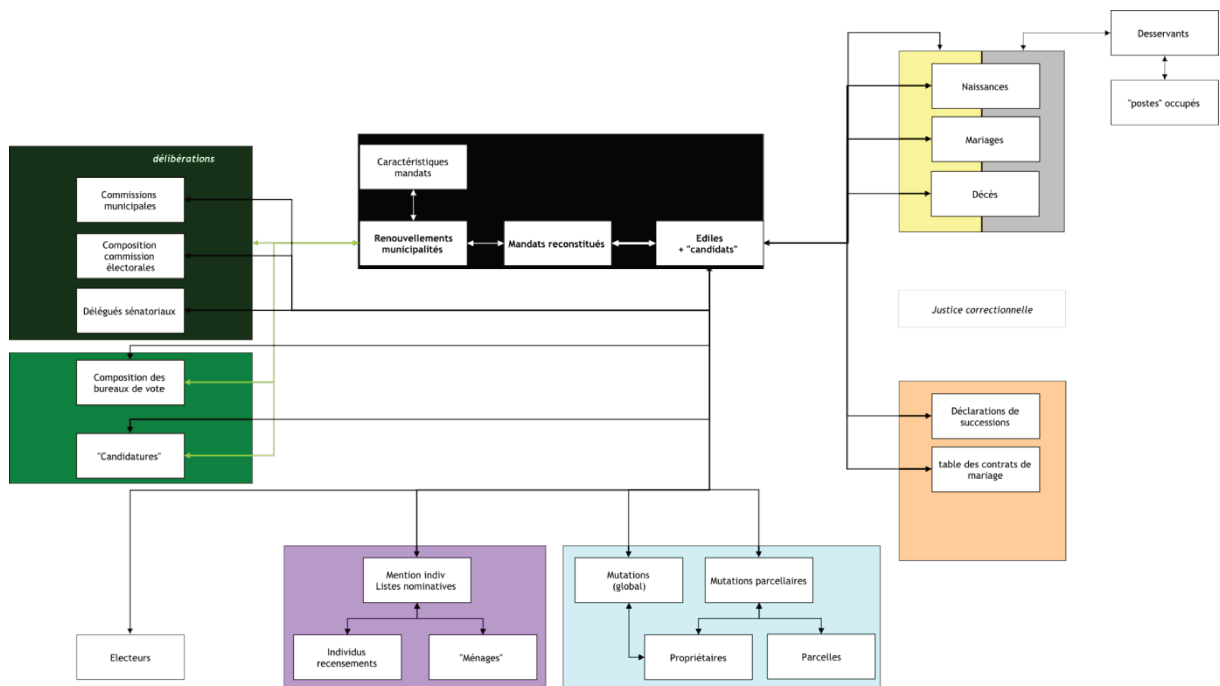 Desservants
"postes" occupés
Naissances
Mariages
Décès
délibérations
Commissions
municipales
Composition
commission
électorales
Délégués sénatoriaux
Caractéristiques
mandats
Renouvellements
municipalités
Mandats reconstitués
Ediles
+ "candidats"
Justice correctionnelle
Composition des
bureaux de vote
"Candidatures"
Déclarations de
successions
table des contrats de
mariage
Mention indiv
Listes nominatives
Individus
recensements
"Ménages"
Mutations
(global)
Mutations parcellaires
Propriétaires
Parcelles
Electeurs